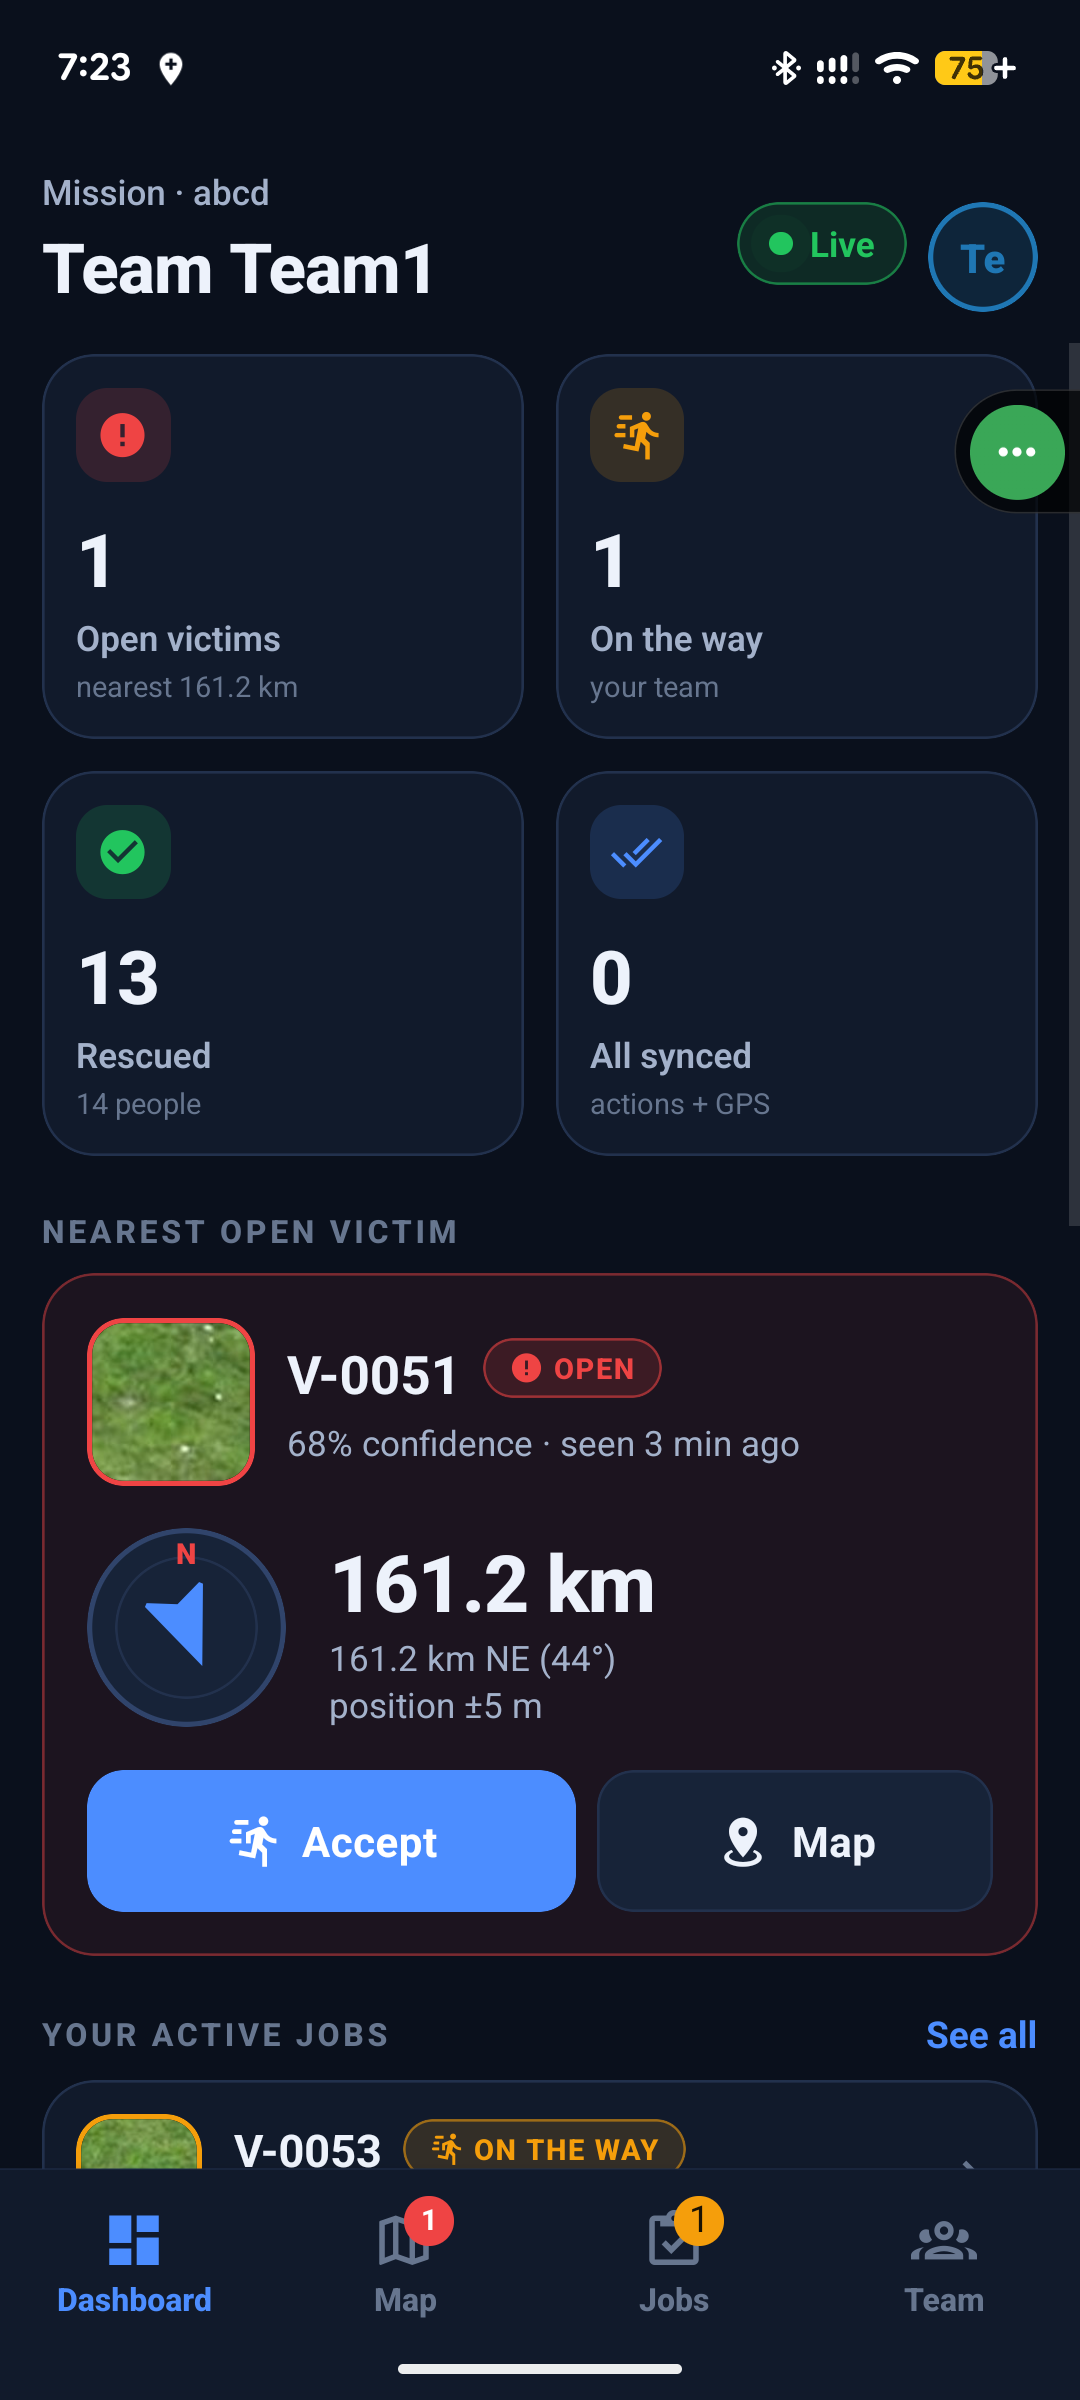 7:23
75
Mission · abcd
Team Team1
Live
Te
1
Open victims
nearest 161.2 km
1
On the way
your team
13
Rescued
14 people
0
All synced
actions + GPS
NEAREST OPEN VICTIM
V-0051
OPEN
68% confidence · seen 3 min ago
N
161.2 km
161.2 km NE (44°)
position ±5 m
Accept
Map
YOUR ACTIVE JOBS
See all
V-0053
ON THE WAY
1
1
Dashboard
Map
Jobs
Team